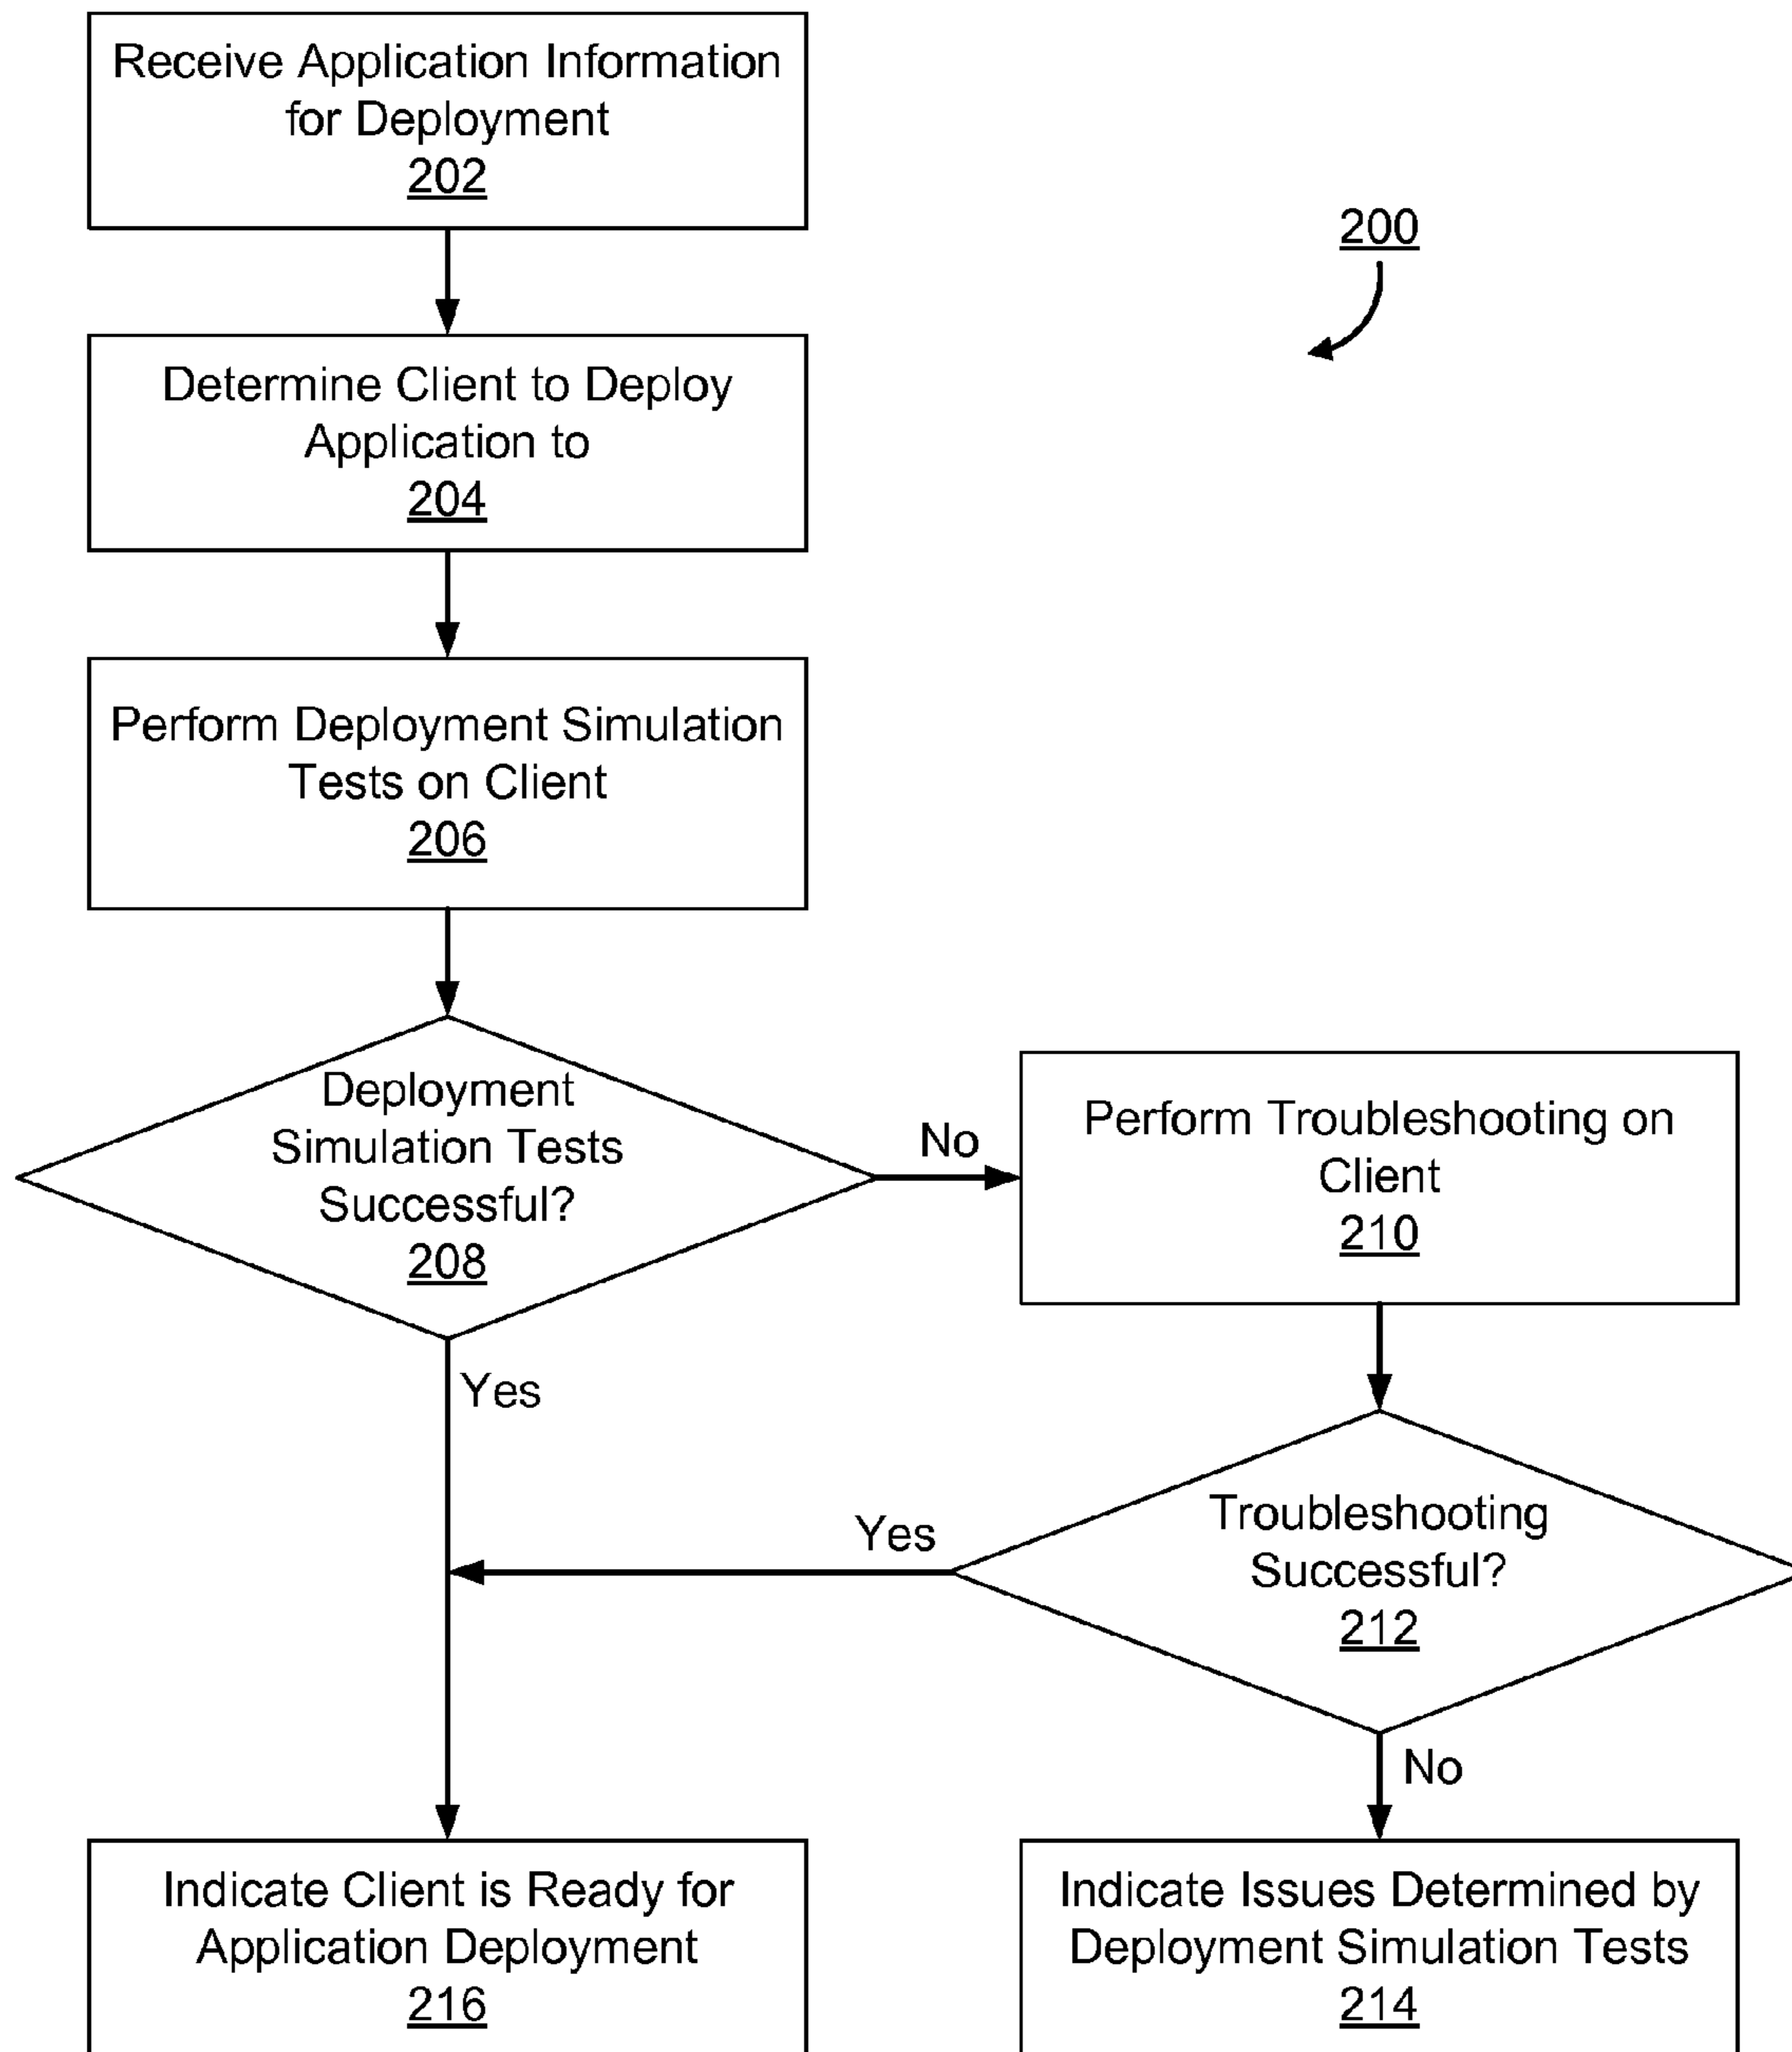 Receive Application Information
for Deployment
202
200
Determine Client to Deploy
Application to
204
Perform Deployment Simulation
Tests on Client
206
Deployment
Simulation Tests
Successful?
208
No
Perform Troubleshooting on
Client
210
Yes
Troubleshooting
Successful?
212
Yes
No
Indicate Client is Ready for
Application Deployment
216
Indicate Issues Determined by
Deployment Simulation Tests
214